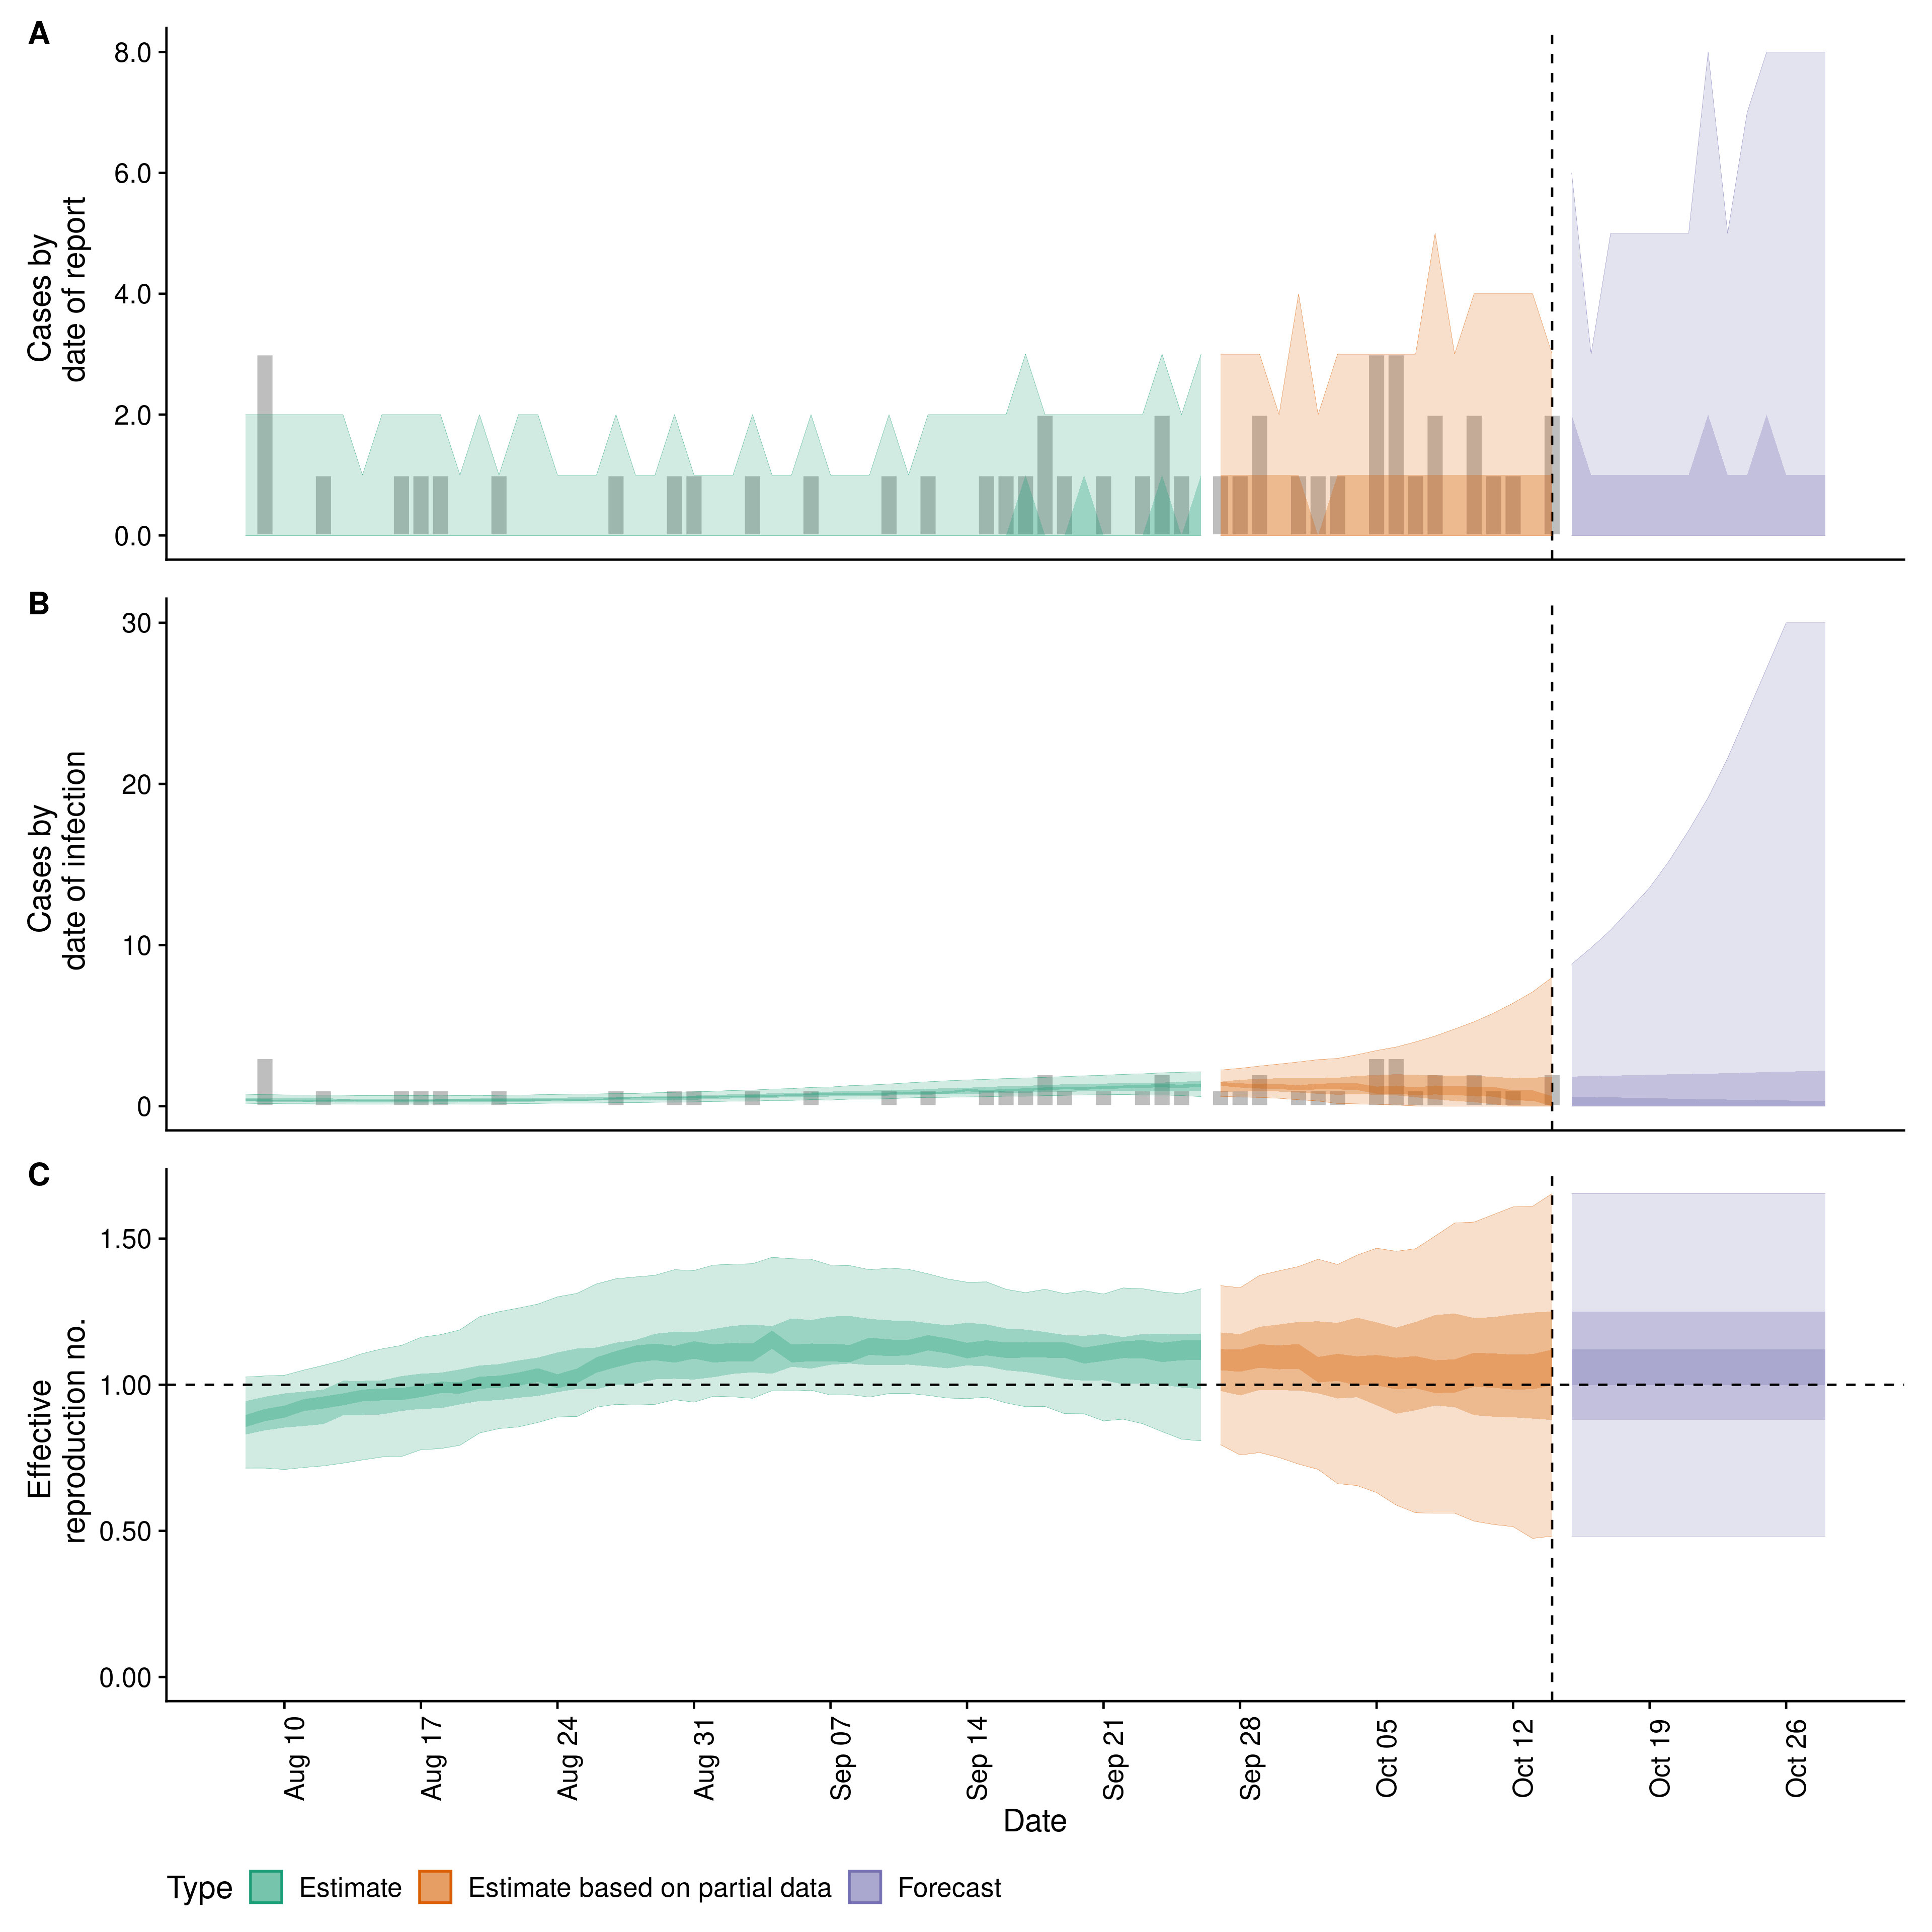 A
8.0
6.0
4.0
2.0
0.0
Cases by
date of report
B
30
20
10
0
Cases by
date of infection
C
1.50
1.00
0.50
0.00
Effective
reproduction no.
Aug 10
Aug 17
Aug 24
Aug 31
Sep 07
Sep 14
Sep 21
Sep 28
Oct 05
Oct 12
Oct 19
Oct 26
Date
Type Estimate Estimate based on partial data Forecast